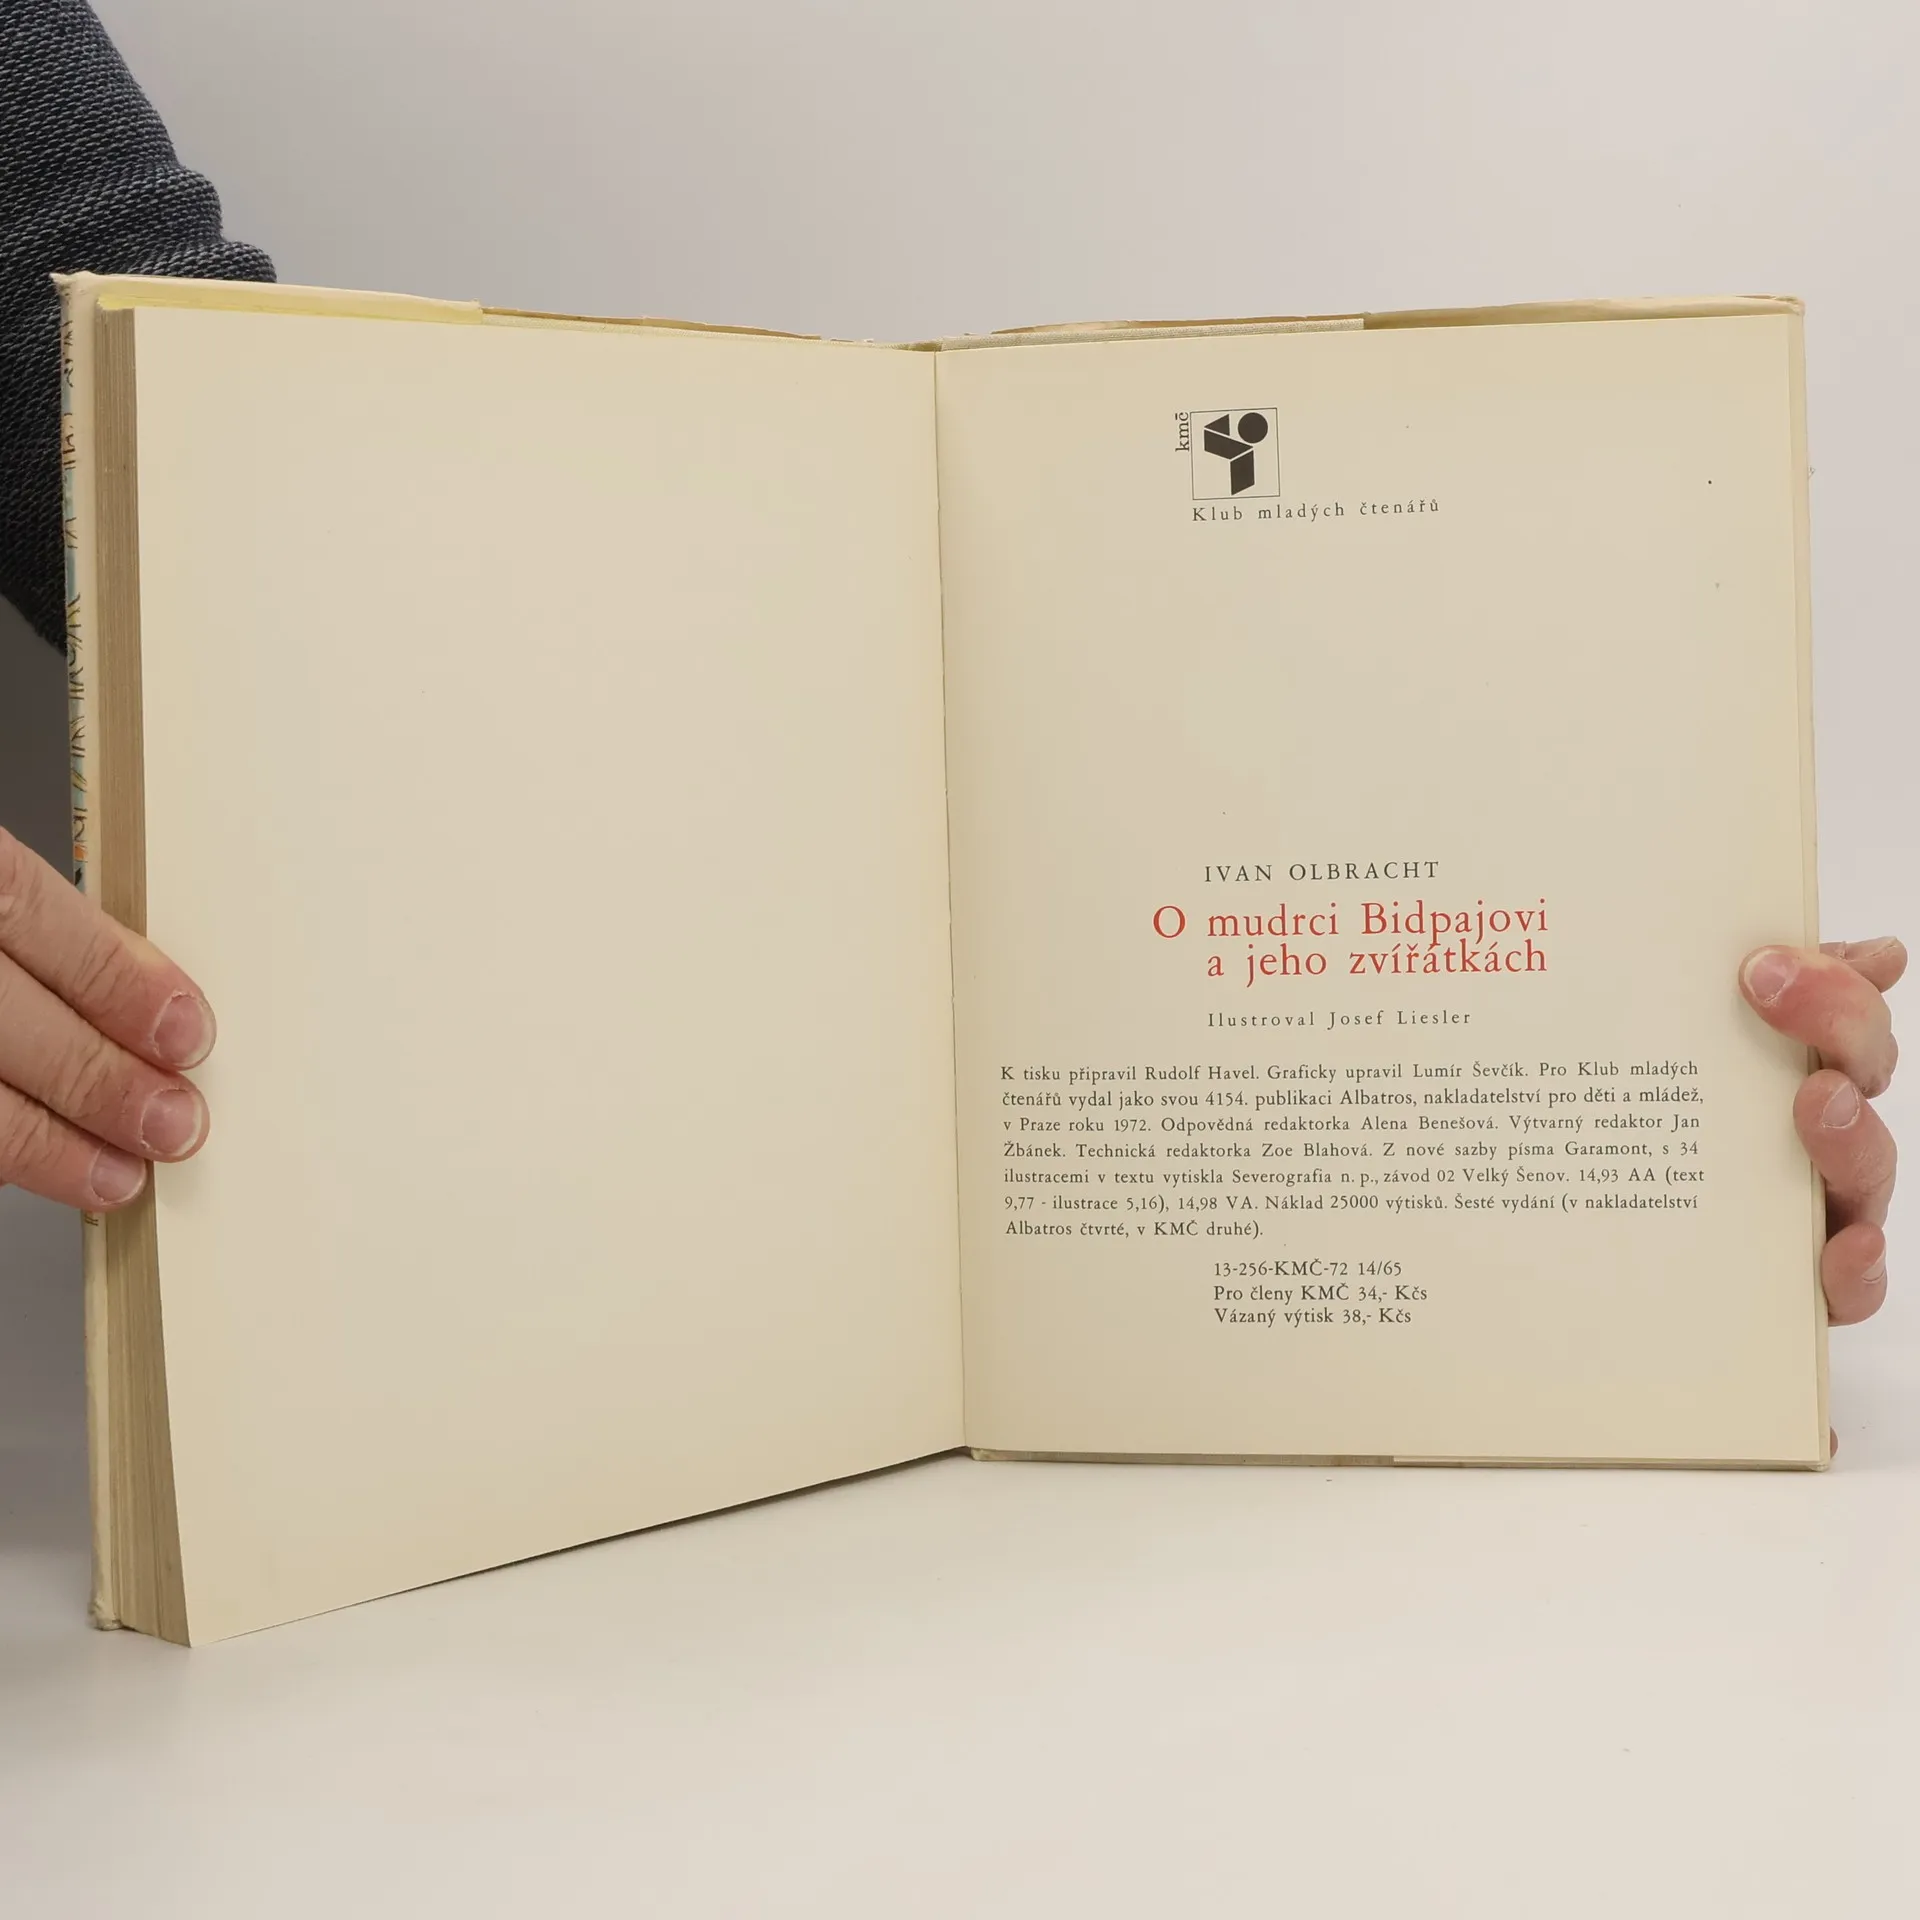 kmč
Klub mladých čtenářů
IVAN OLBRACHT
O mudrci Bidpajovi
a jeho zvířátkách
Ilustroval Josef Liesler
K tisku připravil Rudolf Havel. Graficky upravil Lumír Ševčík. Pro Klub mladých
čtenářů vydal jako svou 4154. publikaci Albatros, nakladatelství pro děti a mládež,
v Praze roku 1972. Odpovědná redaktorka Alena Benešová. Výtvarný redaktor Jan
Žbánek. Technická redaktorka Zoe Blahová. Z nové sazby písma Garamont, s 34
ilustracemi v textu vytiskla Severografia n. p., závod 02 Velký Šenov. 14,93 AA (text
9,77 - ilustrace 5,16), 14,98 VA. Náklad 25000 výtisků. Šesté vydání (v nakladatelství
Albatros čtvrté, v KMČ druhé).
13-256-KMČ-72 14/65
Pro členy KMČ 34,- Kčs
Vázaný výtisk 38,- Kčs